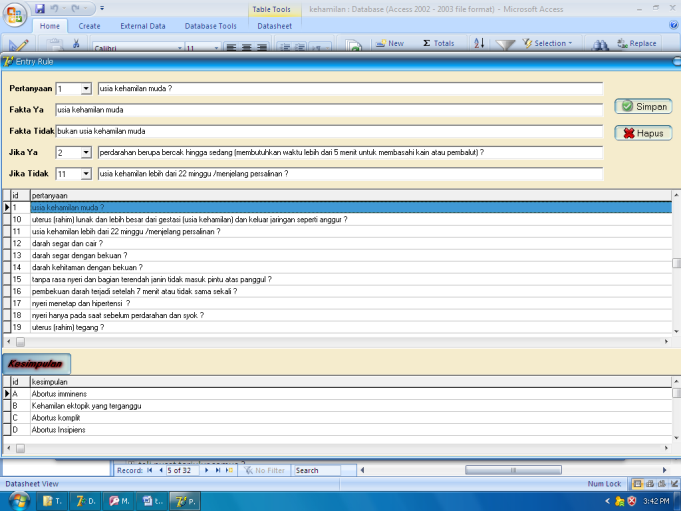 Table Tools
kehamilan : Database (Access 2002 - 2003 file format) - Microsoft Access
Home Create External Data Database Tools Datasheet
Calibri 11 New Σ Totals Selection Replace
Entry Rule
Pertanyaan 1 usia kehamilan muda ?
Simpan
Fakta Ya usia kehamilan muda
Fakta Tidak bukan usia kehamilan muda
Hapus
Jika Ya 2 perdarahan berupa bercak hingga sedang (membutuhkan waktu lebih dari 5 menit untuk membasahi kain atau pembalut) ?
Jika Tidak 11 usia kehamilan lebih dari 22 minggu /menjelang persalinan ?
id pertanyaan
1 usia kehamilan muda ?
10 uterus (rahim) lunak dan lebih besar dari gestasi (usia kehamilan) dan keluar jaringan seperti anggur ?
11 usia kehamilan lebih dari 22 minggu /menjelang persalinan ?
12 darah segar dan cair ?
13 darah segar dengan bekuan ?
14 darah kehitaman dengan bekuan ?
15 tanpa rasa nyeri dan bagian terendah janin tidak masuk pintu atas panggul ?
16 pembekuan darah terjadi setelah 7 menit atau tidak sama sekali ?
17 nyeri menetap dan hipertensi ?
18 nyeri hanya pada saat sebelum perdarahan dan syok ?
19 uterus (rahim) tegang ?
Kesimpulan
id kesimpulan
A Abortus imminens
B Kehamilan ektopik yang terganggu
C Abortus komplit
D Abortus Insipiens
Record: 5 of 32 No Filter Search
Datasheet View Num Lock
T. D. M. t.. P. 3:42 PM